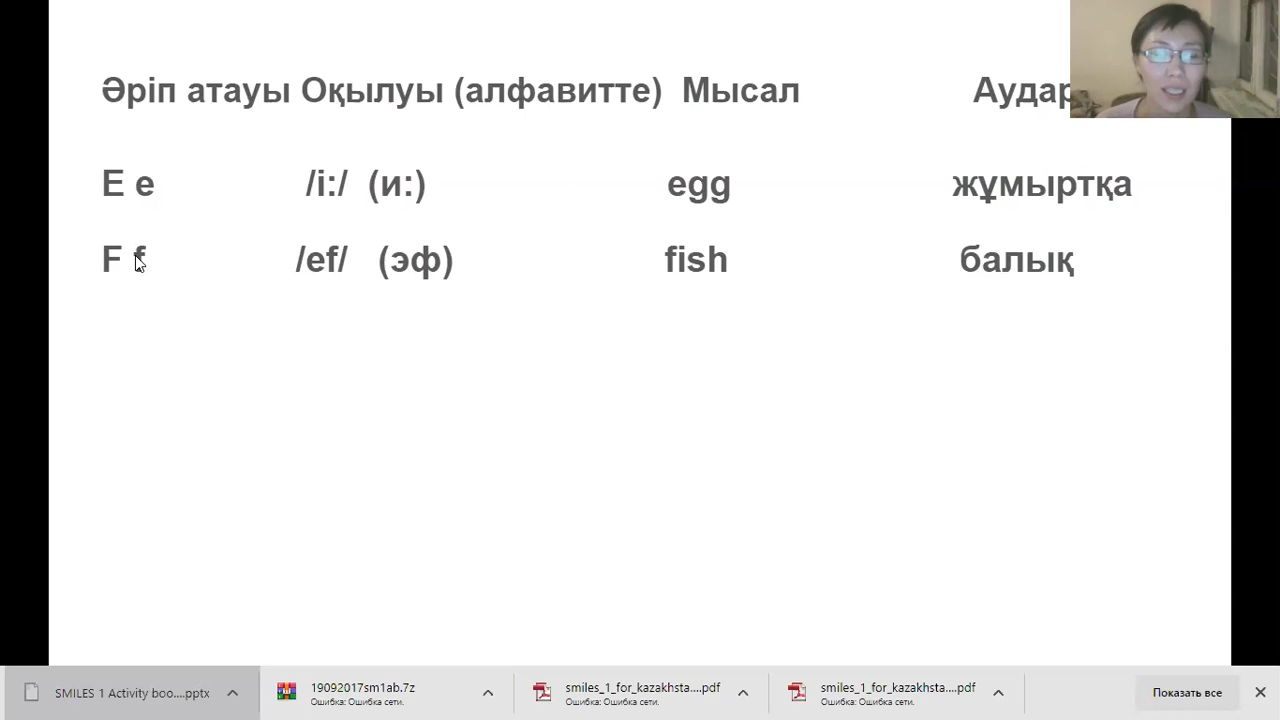 Әріп атауы Оқылуы (алфавитте) Мысал Аудар
E e /i:/ (и:) egg жұмыртқа
F f /ef/ (эф) fish балық
SMILES 1 Activity boo....pptx
19092017sm1ab.7z
Ошибка: Ошибка сети.
smiles_1_for_kazakhsta....pdf
Ошибка: Ошибка сети.
smiles_1_for_kazakhsta....pdf
Ошибка: Ошибка сети.
Показать все